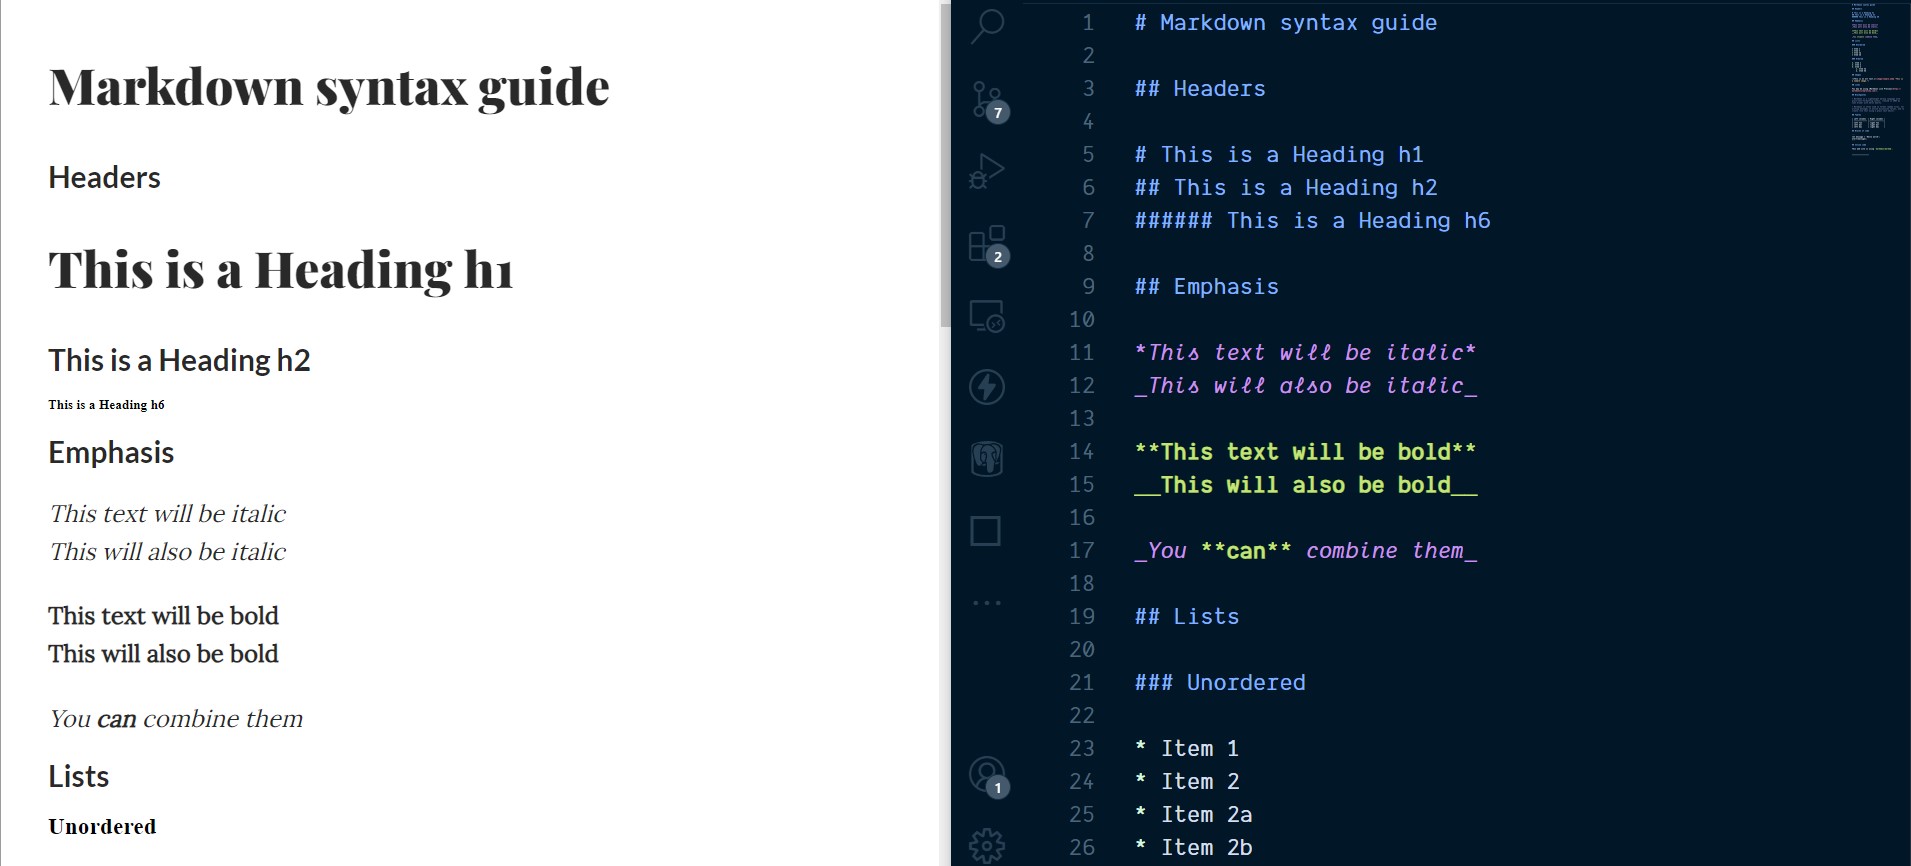 Markdown syntax guide
Headers
This is a Heading h1
This is a Heading h2
This is a Heading h6
Emphasis
This text will be italic
This will also be italic
This text will be bold
This will also be bold
You can combine them
Lists
Unordered
7
2
1
1 # Markdown syntax guide
2
3 ## Headers
4
5 # This is a Heading h1
6 ## This is a Heading h2
7 ###### This is a Heading h6
8
9 ## Emphasis
10
11 *This text will be italic*
12 _This will also be italic_
13
14 **This text will be bold**
15 __This will also be bold__
16
17 _You **can** combine them_
18
19 ## Lists
20
21 ### Unordered
22
23 * Item 1
24 * Item 2
25 * Item 2a
26 * Item 2b